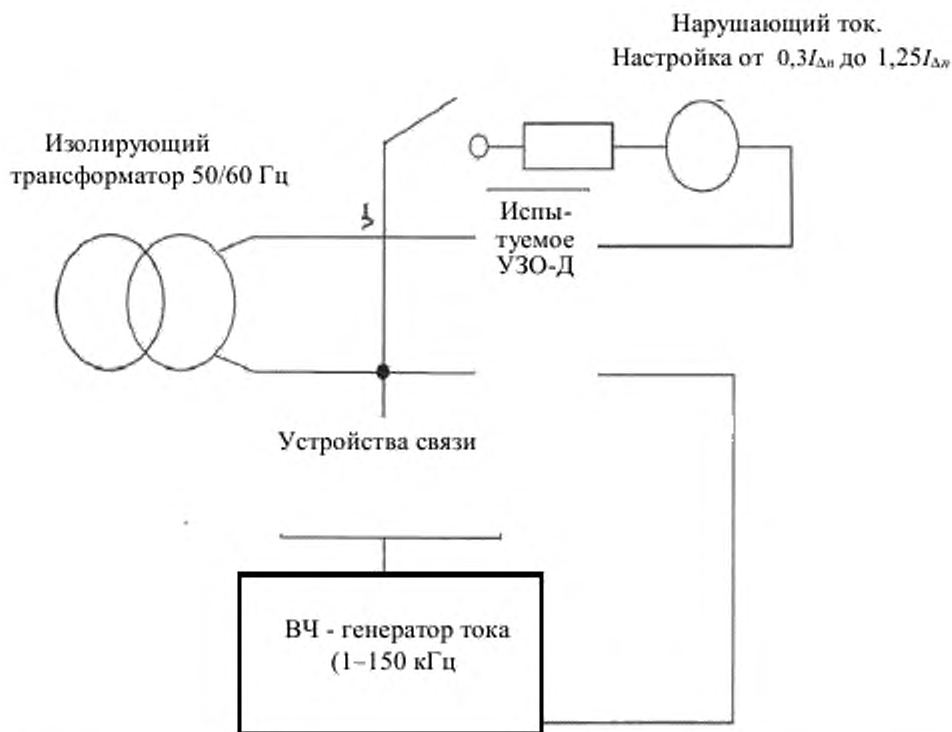 Нарушающий ток.
Настройка от 0,3IΔn до 1,25IΔn
Изолирующий
трансформатор 50/60 Гц
Испы-
туемое
УЗО-Д
Устройства связи
ВЧ - генератор тока
(1–150 кГц